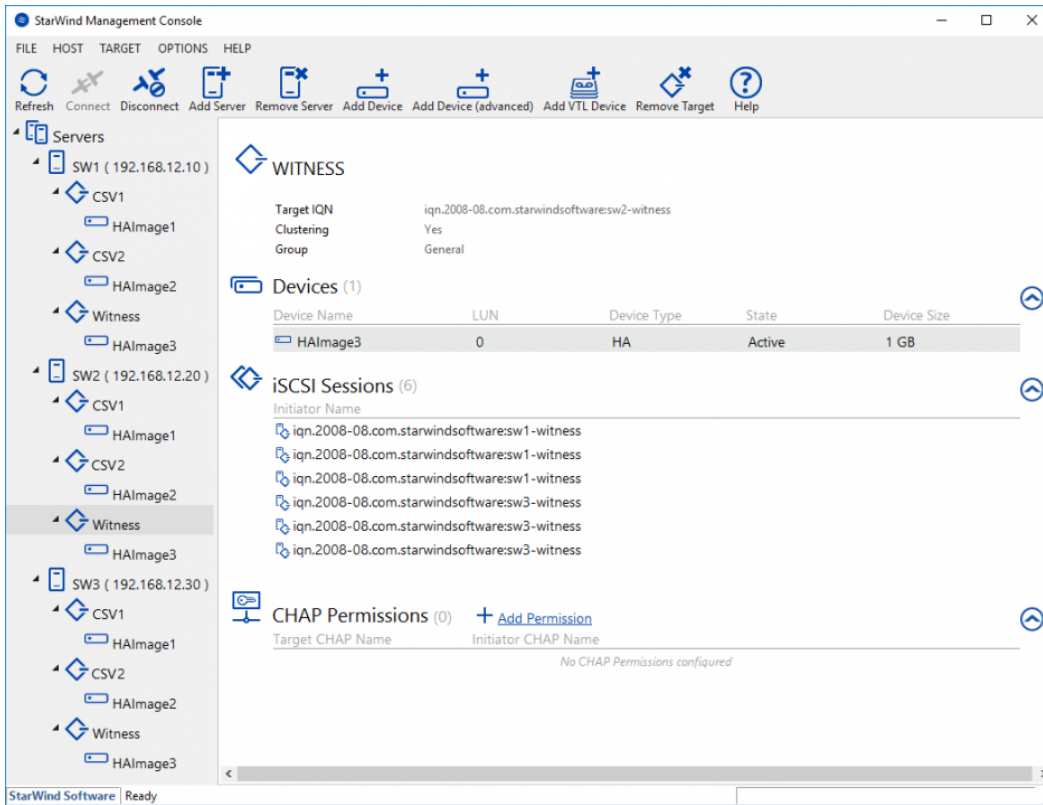 StarWind Management Console
FILE HOST TARGET OPTIONS HELP
Refresh Connect Disconnect Add Server Remove Server Add Device Add Device (advanced) Add VTL Device Remove Target Help
Servers
SW1 ( 192.168.12.10 )
CSV1
HAImage1
CSV2
HAImage2
Witness
HAImage3
SW2 ( 192.168.12.20 )
CSV1
HAImage1
CSV2
HAImage2
Witness
HAImage3
SW3 ( 192.168.12.30 )
CSV1
HAImage1
CSV2
HAImage2
Witness
HAImage3
WITNESS
Target IQN iqn.2008-08.com.starwindsoftware:sw2-witness
Clustering Yes
Group General
Devices (1)
Device Name LUN Device Type State Device Size
HAImage3 0 HA Active 1 GB
iSCSI Sessions (6)
Initiator Name
iqn.2008-08.com.starwindsoftware:sw1-witness
iqn.2008-08.com.starwindsoftware:sw1-witness
iqn.2008-08.com.starwindsoftware:sw1-witness
iqn.2008-08.com.starwindsoftware:sw3-witness
iqn.2008-08.com.starwindsoftware:sw3-witness
iqn.2008-08.com.starwindsoftware:sw3-witness
CHAP Permissions (0) Add Permission
Target CHAP Name Initiator CHAP Name
No CHAP Permissions configured
StarWind Software Ready